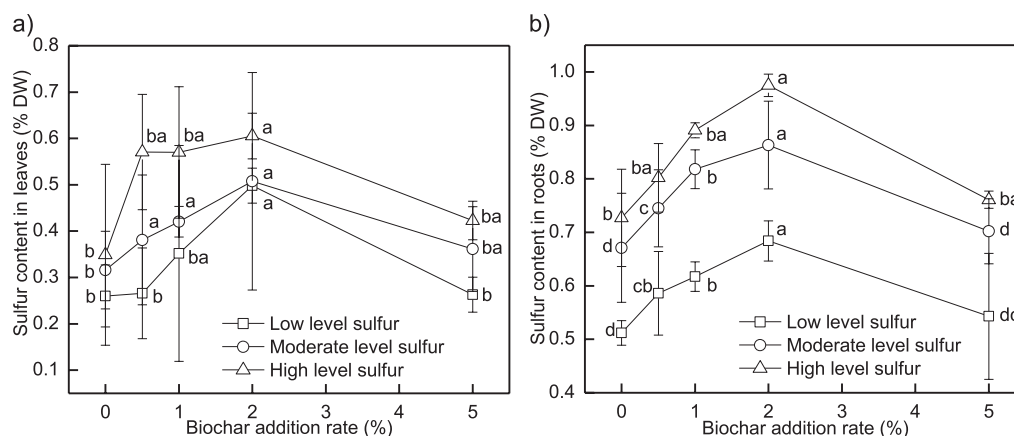 a)
Sulfur content in leaves (% DW)
0.8
0.7
0.6
0.5
0.4
0.3
0.2
0.1
b
b
b
ba
a
b
ba
a
ba
a
a
a
ba
ba
b
Low level sulfur
Moderate level sulfur
High level sulfur
0 1 2 3 4 5
Biochar addition rate (%)
b)
Sulfur content in roots (% DW)
1.0
0.9
0.8
0.7
0.6
0.5
0.4
b
d
d
ba
c
cb
ba
b
b
a
a
a
ba
d
dc
Low level sulfur
Moderate level sulfur
High level sulfur
0 1 2 3 4 5
Biochar addition rate (%)